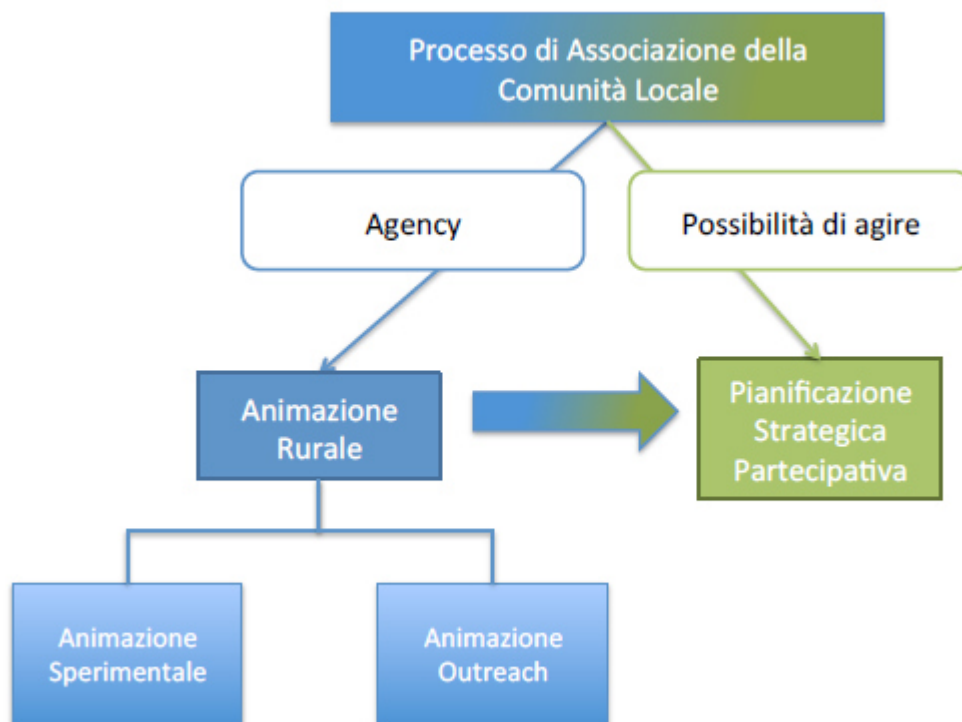 Processo di Associazione della
Comunità Locale
Agency
Possibilità di agire
Animazione
Rurale
Pianificazione
Strategica
Partecipativa
Animazione
Sperimentale
Animazione
Outreach